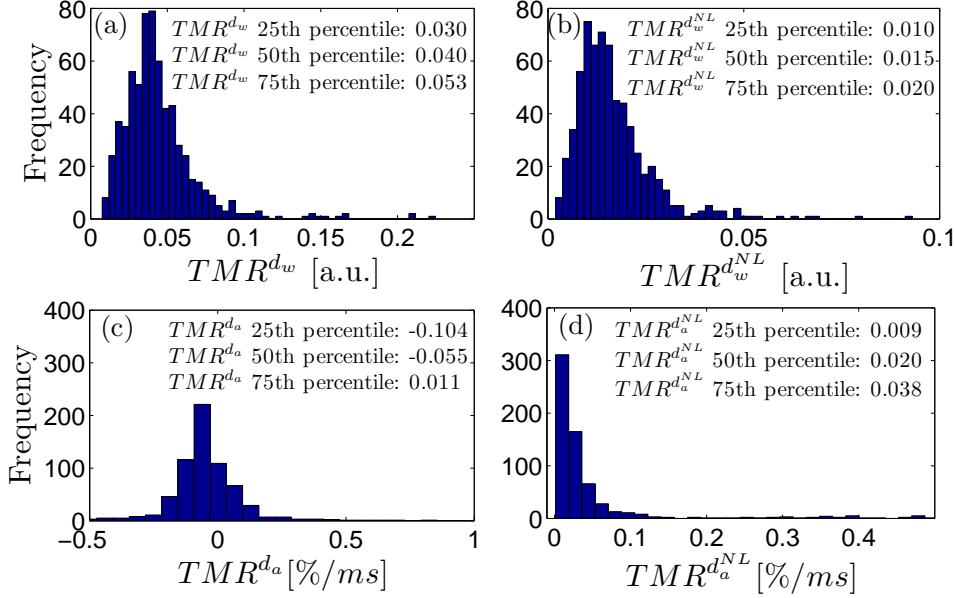 (a)
TMR^{d_w} 25th percentile: 0.030
TMR^{d_w} 50th percentile: 0.040
TMR^{d_w} 75th percentile: 0.053
Frequency
80
60
40
20
0
0 0.05 0.1 0.15 0.2
TMR^{d_w} [a.u.]
(b)
TMR^{d_w^{NL}} 25th percentile: 0.010
TMR^{d_w^{NL}} 50th percentile: 0.015
TMR^{d_w^{NL}} 75th percentile: 0.020
80
60
40
20
0
0 0.05 0.1
TMR^{d_w^{NL}} [a.u.]
(c)
TMR^{d_a} 25th percentile: -0.104
TMR^{d_a} 50th percentile: -0.055
TMR^{d_a} 75th percentile: 0.011
Frequency
400
300
200
100
0
−0.5 0 0.5 1
TMR^{d_a} [%/ms]
(d)
TMR^{d_a^{NL}} 25th percentile: 0.009
TMR^{d_a^{NL}} 50th percentile: 0.020
TMR^{d_a^{NL}} 75th percentile: 0.038
400
300
200
100
0
0 0.1 0.2 0.3 0.4
TMR^{d_a^{NL}} [%/ms]